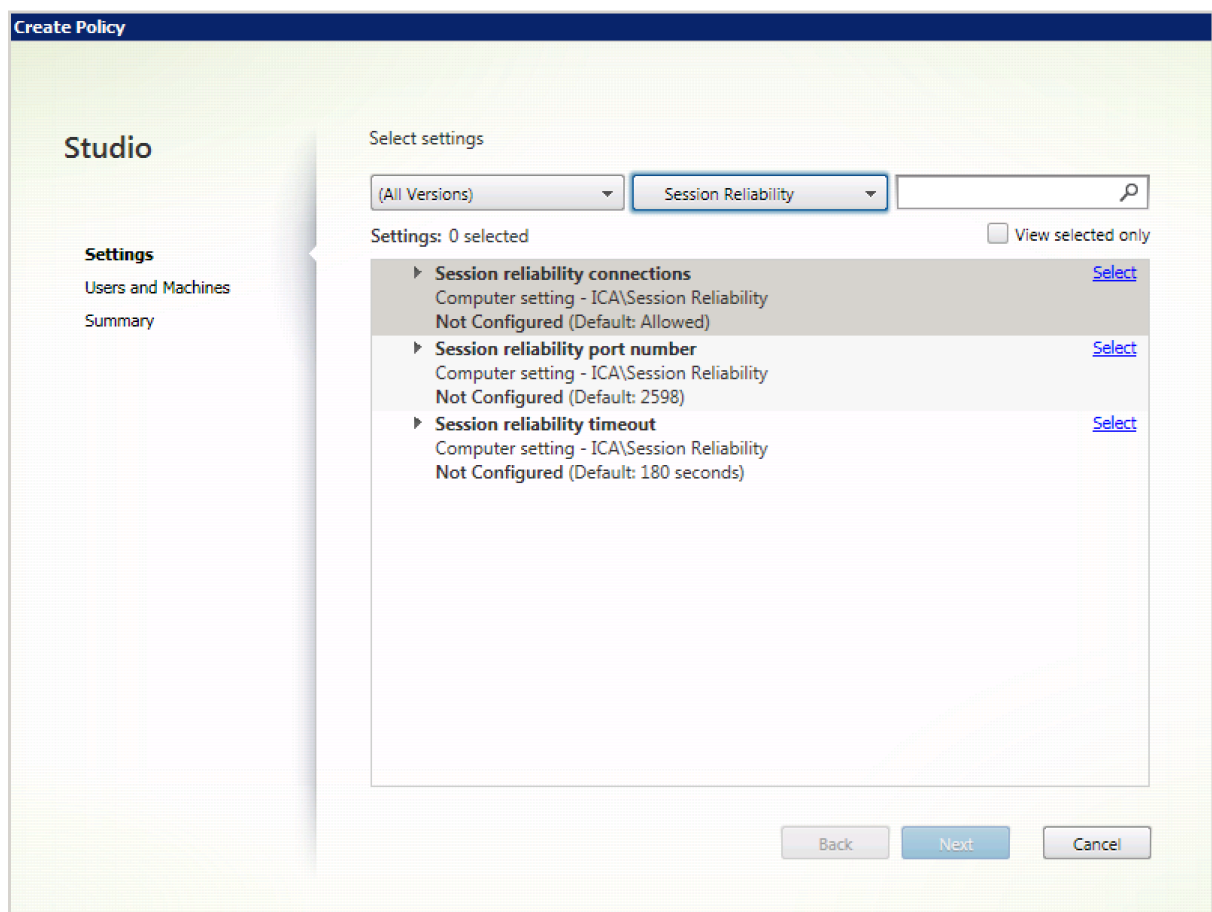 Create Policy
Studio
Settings
Users and Machines
Summary
Select settings
(All Versions)
Session Reliability
Settings: 0 selected
View selected only
Session reliability connections
Select
Computer setting - ICA\Session Reliability
Not Configured (Default: Allowed)
Session reliability port number
Select
Computer setting - ICA\Session Reliability
Not Configured (Default: 2598)
Session reliability timeout
Select
Computer setting - ICA\Session Reliability
Not Configured (Default: 180 seconds)
Back
Next
Cancel